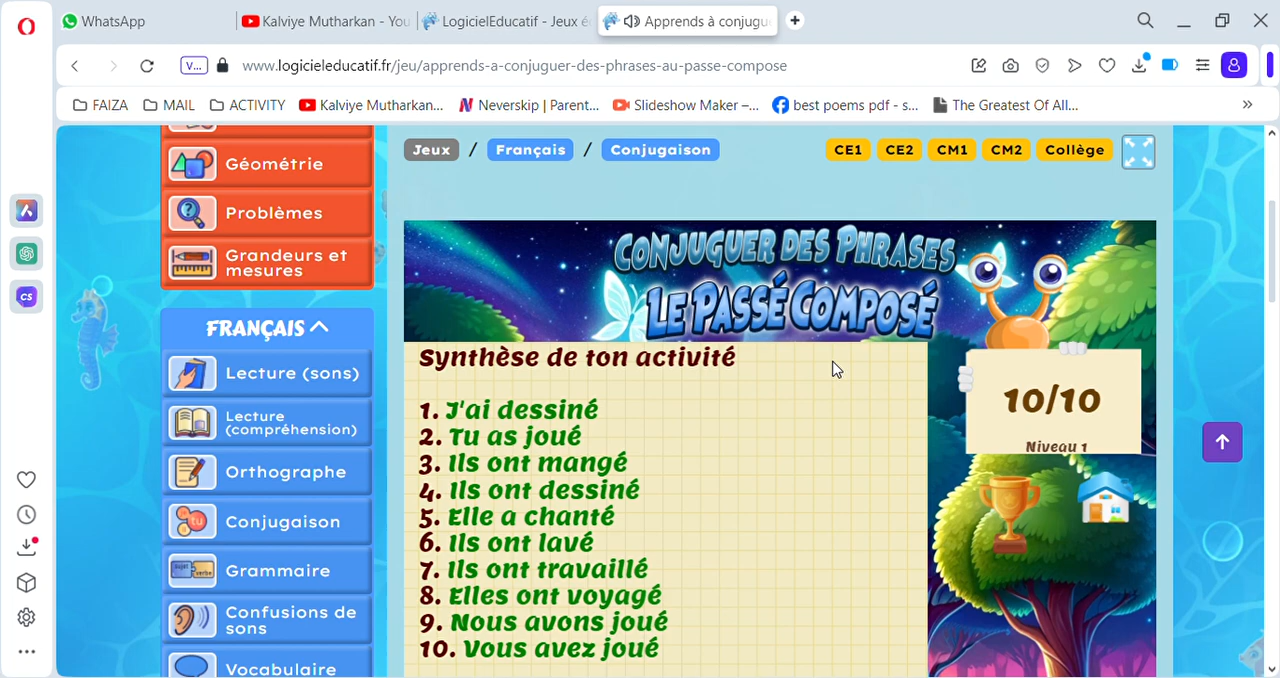 WhatsApp
Kalviye Mutharkan - You
LogicielEducatif - Jeux é
Apprends à conjugu
V...
www.logicieleducatif.fr/jeu/apprends-a-conjuguer-des-phrases-au-passe-compose
FAIZA
MAIL
ACTIVITY
Kalviye Mutharkan...
Neverskip | Parent...
Slideshow Maker –...
best poems pdf - s...
The Greatest Of All...
»
Géométrie
Problèmes
Grandeurs et
mesures
FRANÇAIS
Lecture (sons)
Lecture
(compréhension)
Orthographe
Conjugaison
Grammaire
Confusions de
sons
Vocabulaire
Jeux / Français / Conjugaison
CE1 CE2 CM1 CM2 Collège
CONJUGUER DES PHRASES
LE PASSÉ COMPOSÉ
Synthèse de ton activité
1. J'ai dessiné
2. Tu as joué
3. Ils ont mangé
4. Ils ont dessiné
5. Elle a chanté
6. Ils ont lavé
7. Ils ont travaillé
8. Elles ont voyagé
9. Nous avons joué
10. Vous avez joué
10/10
Niveau 1
CS
tu